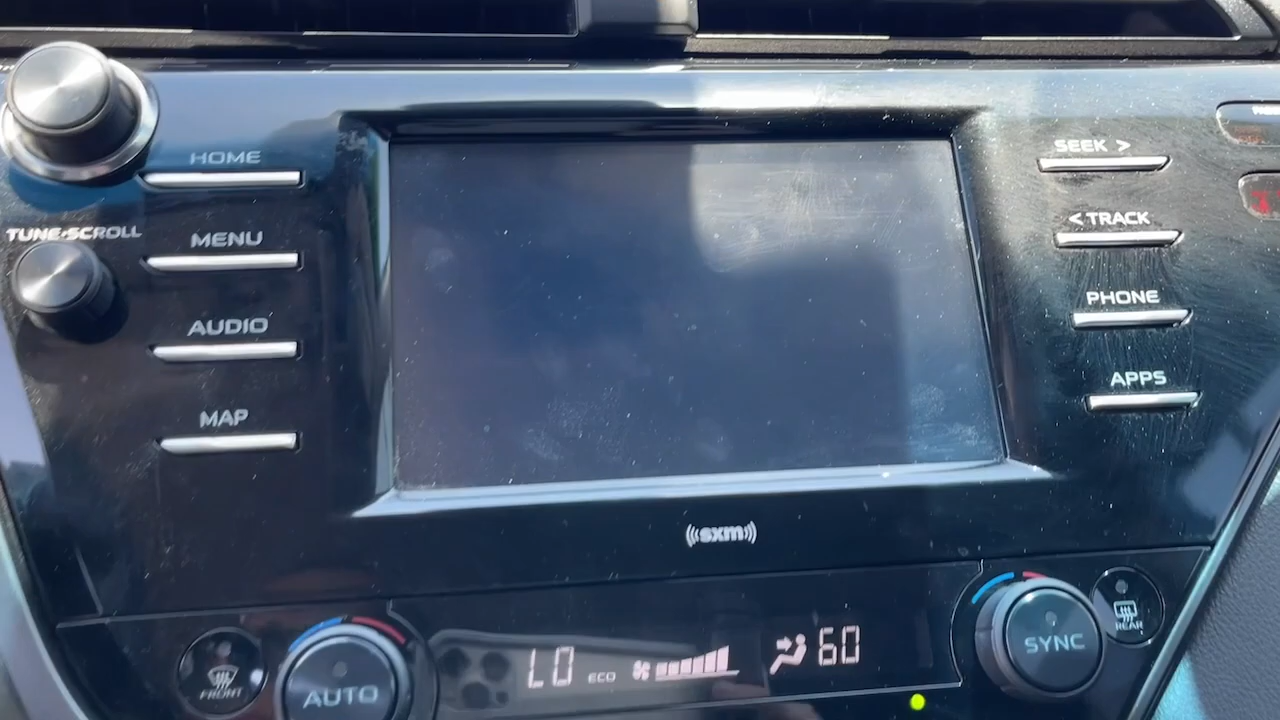 HOME
SEEK >
TUNE•SCROLL
MENU
< TRACK
AUDIO
PHONE
MAP
APPS
sxm
FRONT
AUTO
LO
ECO
60
SYNC
REAR